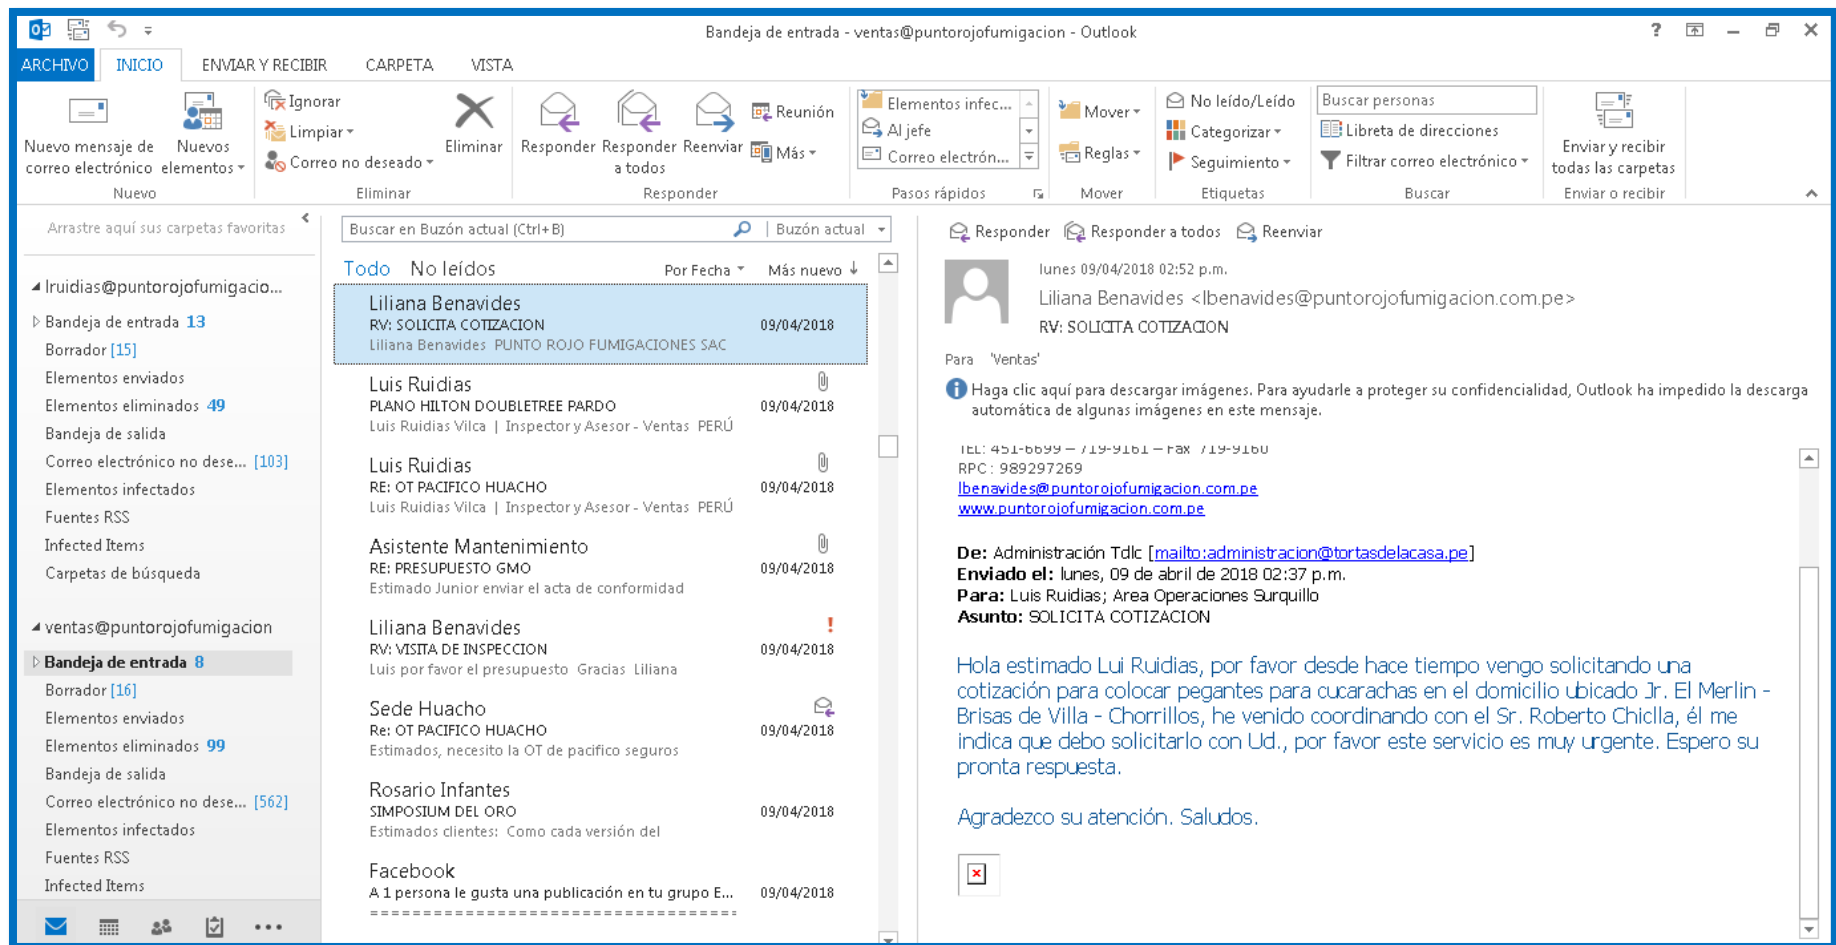 Bandeja de entrada - ventas@puntorojofumigacion - Outlook
ARCHIVO INICIO ENVIAR Y RECIBIR CARPETA VISTA
Nuevo mensaje de correo electrónico
Nuevos elementos
Nuevo
Ignorar
Limpiar
Correo no deseado
Eliminar
Eliminar
Responder
Responder a todos
Reenviar
Reunión
Más
Responder
Elementos infec...
Al jefe
Correo electrón...
Pasos rápidos
Mover
Reglas
Mover
No leído/Leído
Categorizar
Seguimiento
Etiquetas
Buscar personas
Libreta de direcciones
Filtrar correo electrónico
Buscar
Enviar y recibir todas las carpetas
Enviar o recibir
Arrastre aquí sus carpetas favoritas
lruidias@puntorojofumigacio...
Bandeja de entrada 13
Borrador [15]
Elementos enviados
Elementos eliminados 49
Bandeja de salida
Correo electrónico no dese... [103]
Elementos infectados
Fuentes RSS
Infected Items
Carpetas de búsqueda
ventas@puntorojofumigacion
Bandeja de entrada 8
Borrador [16]
Elementos enviados
Elementos eliminados 99
Bandeja de salida
Correo electrónico no dese... [562]
Elementos infectados
Fuentes RSS
Infected Items
Buscar en Buzón actual (Ctrl+B) Buzón actual
Todo No leídos Por Fecha Más nuevo
Liliana Benavides
RV: SOLICITA COTIZACION 09/04/2018
Liliana Benavides PUNTO ROJO FUMIGACIONES SAC
Luis Ruidias
PLANO HILTON DOUBLETREE PARDO 09/04/2018
Luis Ruidias Vilca | Inspector y Asesor - Ventas PERÚ
Luis Ruidias
RE: OT PACIFICO HUACHO 09/04/2018
Luis Ruidias Vilca | Inspector y Asesor - Ventas PERÚ
Asistente Mantenimiento
RE: PRESUPUESTO GMO 09/04/2018
Estimado Junior enviar el acta de conformidad
Liliana Benavides
RV: VISITA DE INSPECCION 09/04/2018
Luis por favor el presupuesto Gracias Liliana
Sede Huacho
Re: OT PACIFICO HUACHO 09/04/2018
Estimados, necesito la OT de pacifico seguros
Rosario Infantes
SIMPOSIUM DEL ORO 09/04/2018
Estimados clientes: Como cada versión del
Facebook
A 1 persona le gusta una publicación en tu grupo E... 09/04/2018
===================================
Responder Responder a todos Reenviar
lunes 09/04/2018 02:52 p.m.
Liliana Benavides <lbenavides@puntorojofumigacion.com.pe>
RV: SOLICITA COTIZACION
Para 'Ventas'
Haga clic aquí para descargar imágenes. Para ayudarle a proteger su confidencialidad, Outlook ha impedido la descarga
automática de algunas imágenes en este mensaje.
TEL: 451-6699 – 719-9161 – Fax 719-9160
RPC : 989297269
lbenavides@puntorojofumigacion.com.pe
www.puntorojofumigacion.com.pe
De: Administración Tdlc [mailto:administracion@tortasdelacasa.pe]
Enviado el: lunes, 09 de abril de 2018 02:37 p.m.
Para: Luis Ruidias; Area Operaciones Surquillo
Asunto: SOLICITA COTIZACION
Hola estimado Lui Ruidias, por favor desde hace tiempo vengo solicitando una
cotización para colocar pegantes para cucarachas en el domicilio ubicado Jr. El Merlin -
Brisas de Villa - Chorrillos, he venido coordinando con el Sr. Roberto Chiclla, él me
indica que debo solicitarlo con Ud., por favor este servicio es muy urgente. Espero su
pronta respuesta.
Agradezco su atención. Saludos.